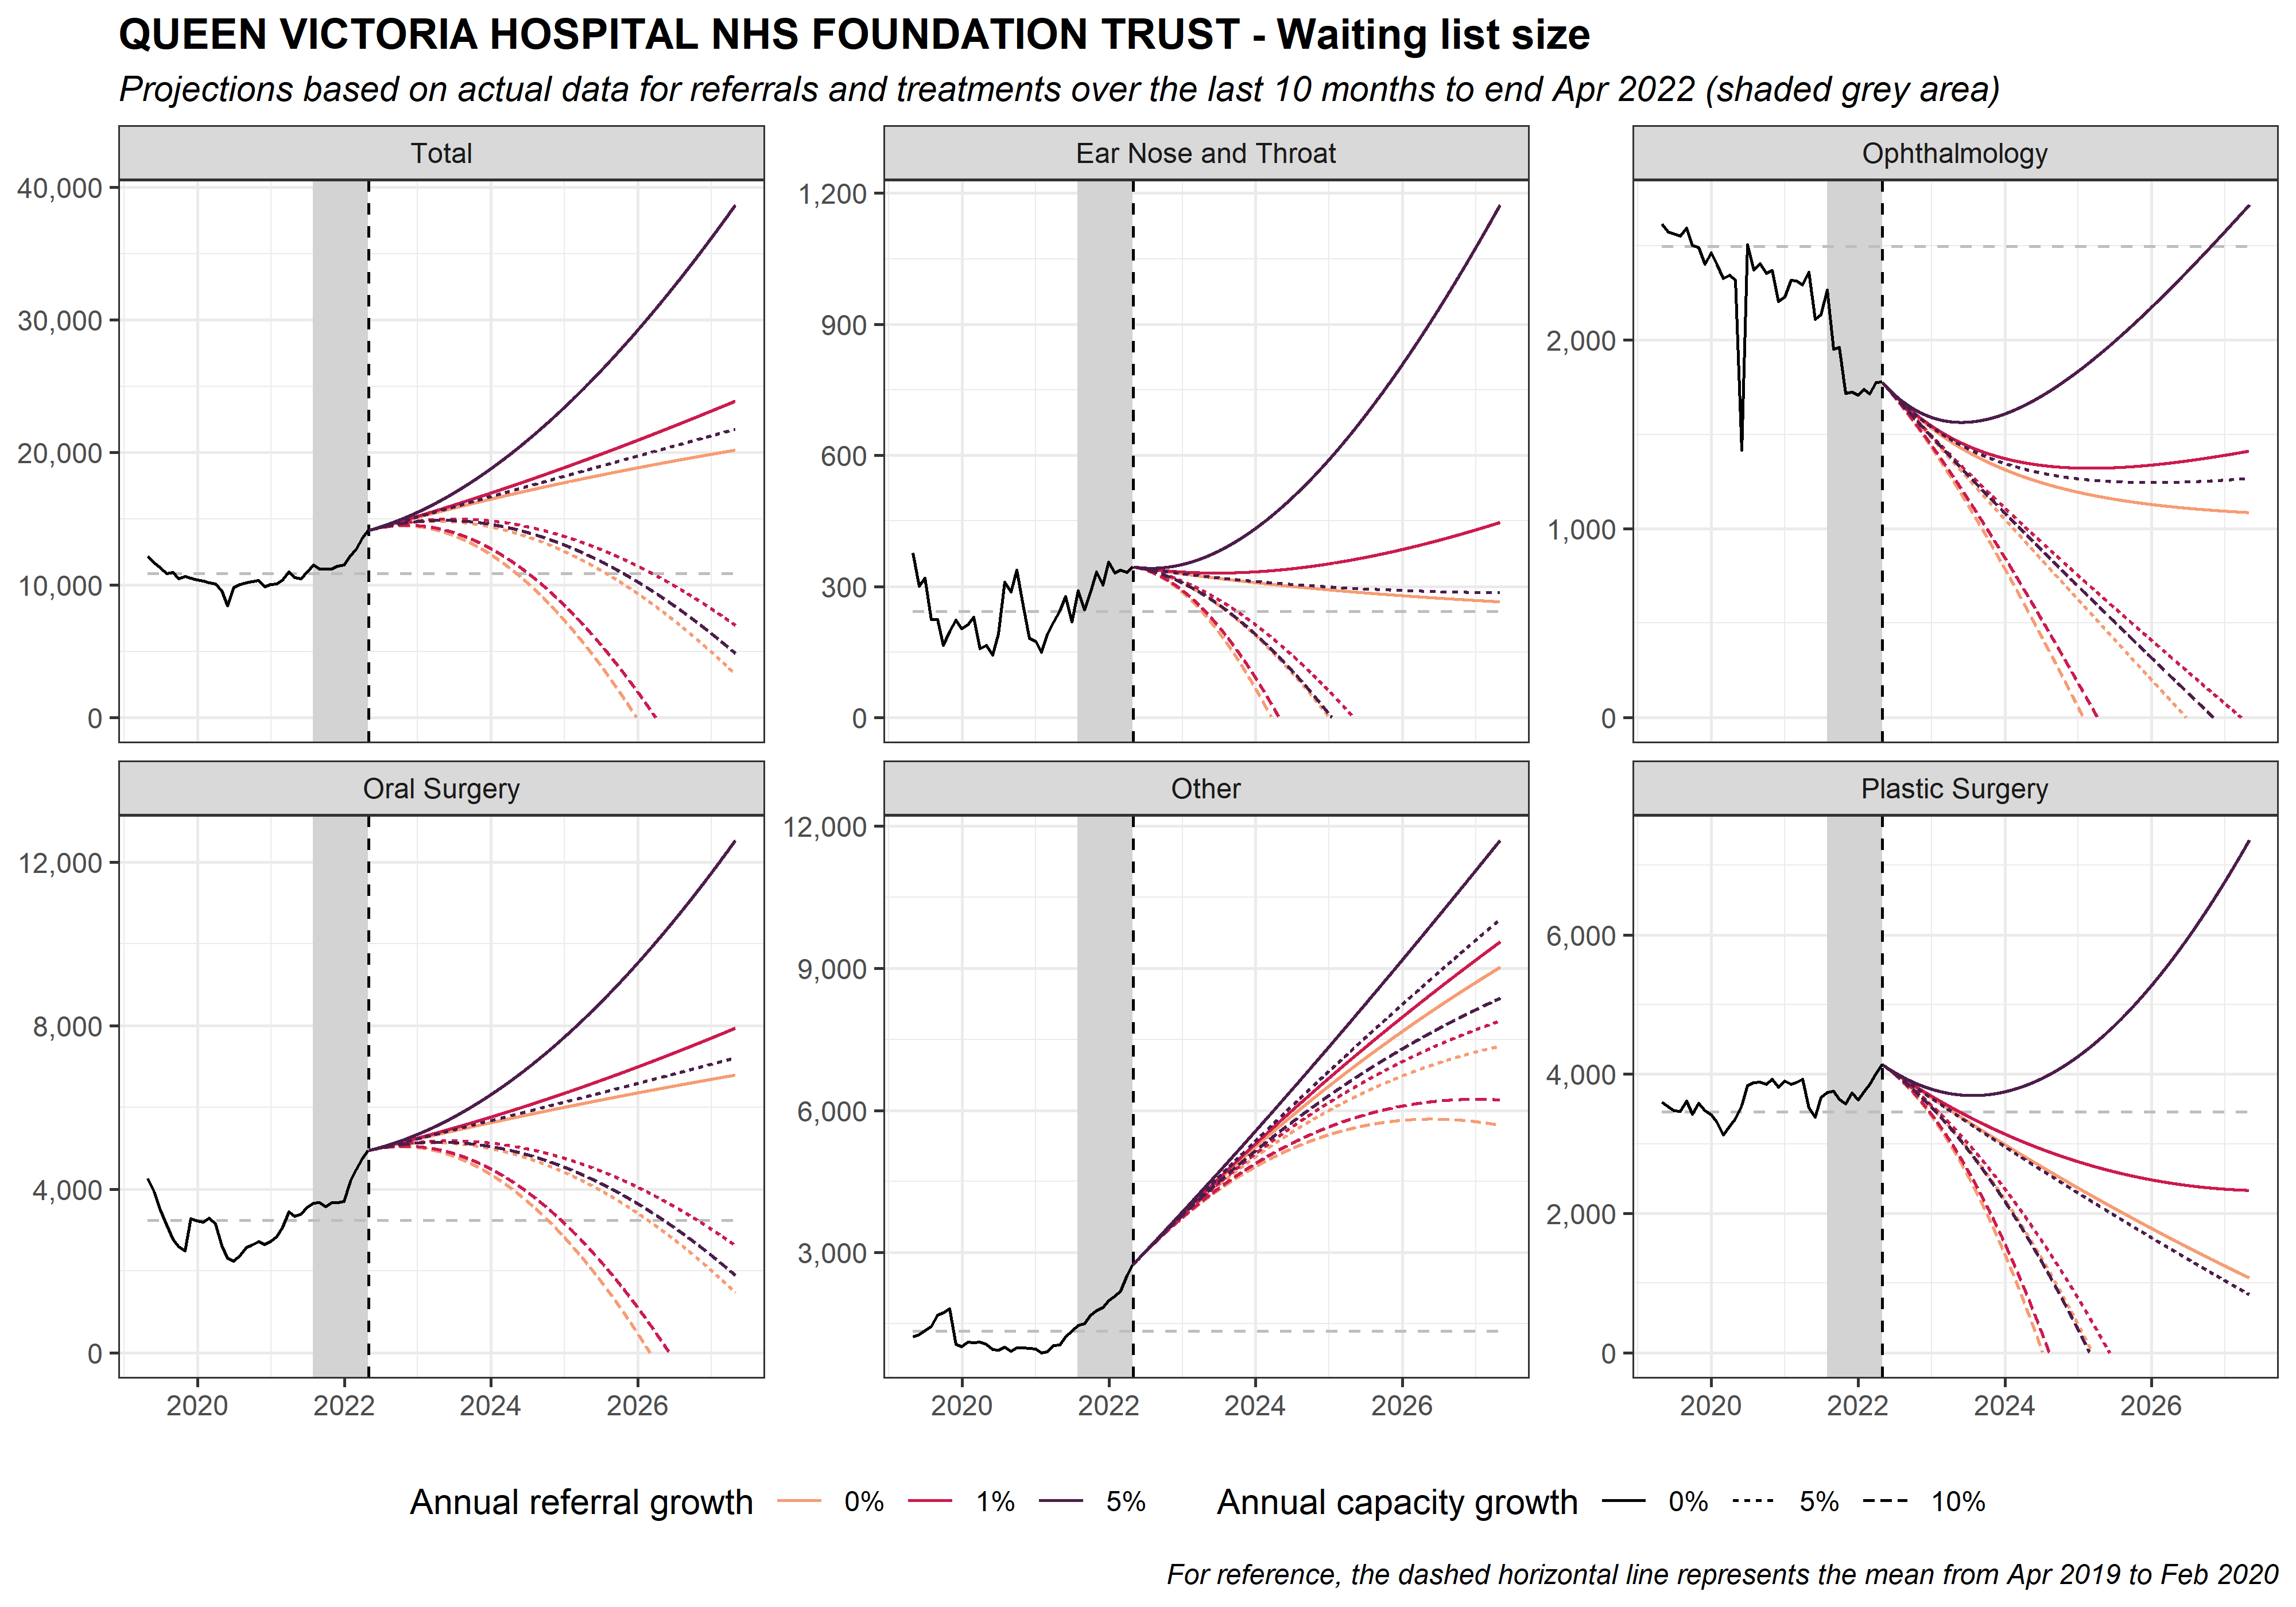 QUEEN VICTORIA HOSPITAL NHS FOUNDATION TRUST - Waiting list size
Projections based on actual data for referrals and treatments over the last 10 months to end Apr 2022 (shaded grey area)
Total
40,000
30,000
20,000
10,000
0
Ear Nose and Throat
1,200
900
600
300
0
Ophthalmology
2,000
1,000
0
Oral Surgery
12,000
8,000
4,000
0
2020 2022 2024 2026
Other
12,000
9,000
6,000
3,000
2020 2022 2024 2026
Plastic Surgery
6,000
4,000
2,000
0
2020 2022 2024 2026
Annual referral growth 0% 1% 5% Annual capacity growth 0% 5% 10%
For reference, the dashed horizontal line represents the mean from Apr 2019 to Feb 2020